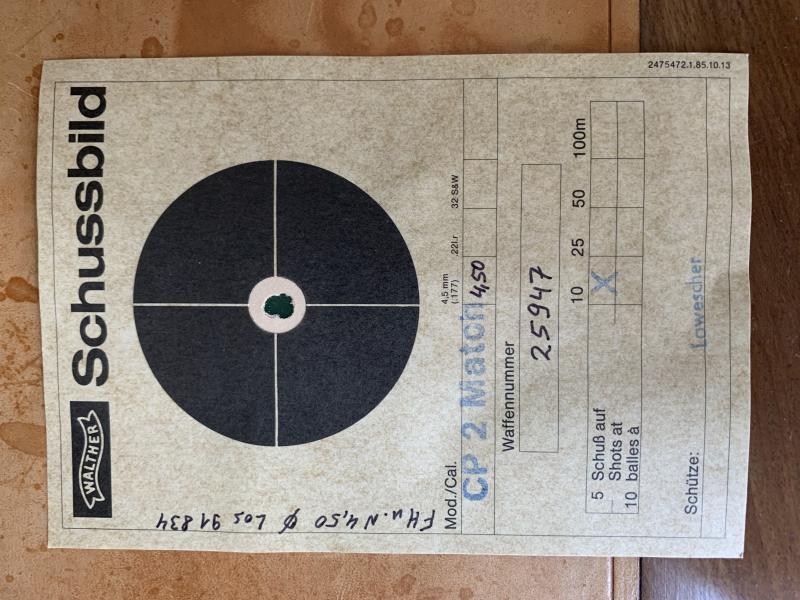 WALTHER
Schussbild
FH u. N 4,50 Ø Los 91834
4,5 mm (.177) .22l.r 32 S&W
Mod./Cal. CP 2 Match 4,50
Waffennummer
25947
10 25 50 100m
5 Schuß auf X
Shots at
10 balles à
Schütze: Lowescher
2475472.1.85.10.13